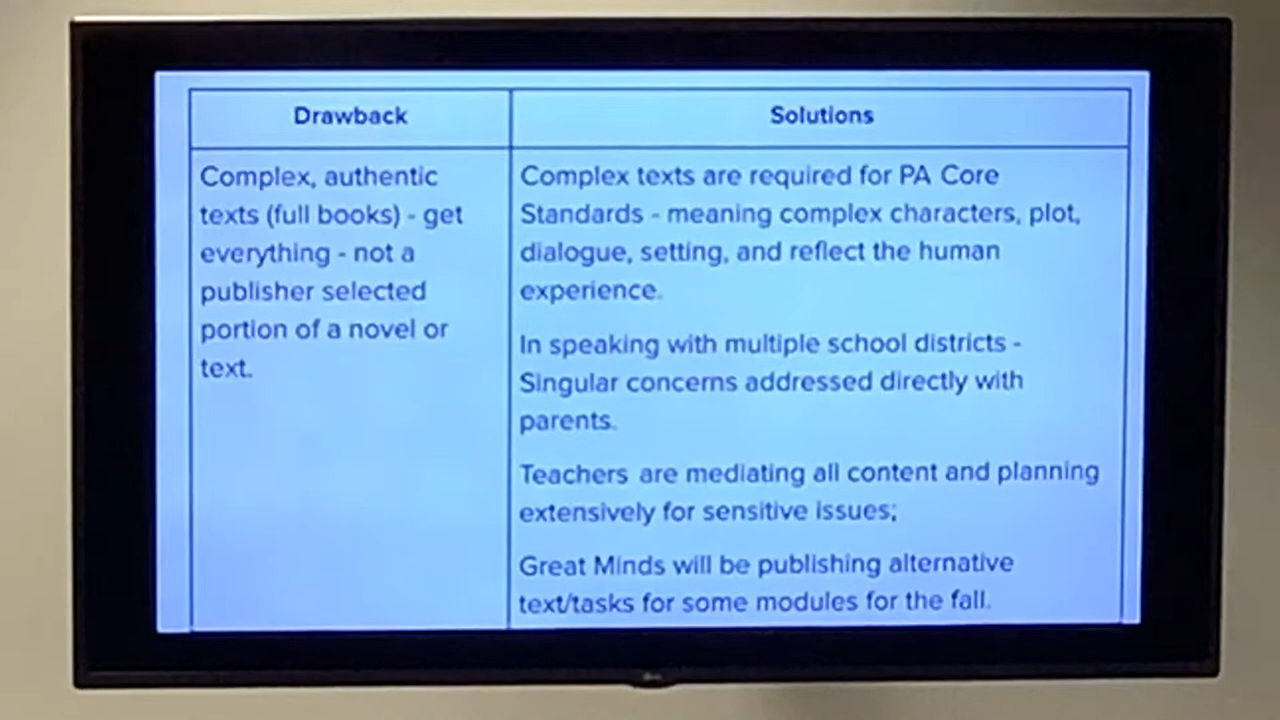 Drawback
Solutions
Complex, authentic
texts (full books) - get
everything - not a
publisher selected
portion of a novel or
text.
Complex texts are required for PA Core
Standards - meaning complex characters, plot,
dialogue, setting, and reflect the human
experience.
In speaking with multiple school districts -
Singular concerns addressed directly with
parents.
Teachers are mediating all content and planning
extensively for sensitive issues;
Great Minds will be publishing alternative
text/tasks for some modules for the fall.